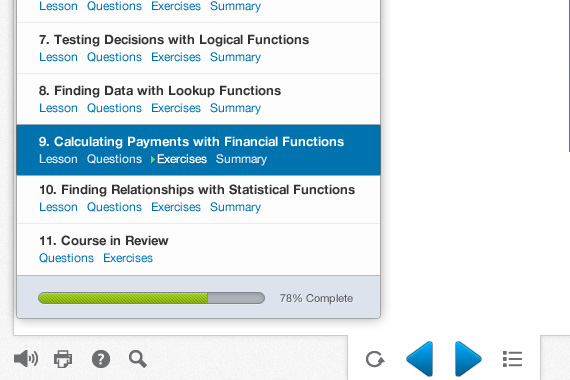 Lesson Questions Exercises Summary
7. Testing Decisions with Logical Functions
Lesson Questions Exercises Summary
8. Finding Data with Lookup Functions
Lesson Questions Exercises Summary
9. Calculating Payments with Financial Functions
Lesson Questions Exercises Summary
10. Finding Relationships with Statistical Functions
Lesson Questions Exercises Summary
11. Course in Review
Questions Exercises
78% Complete